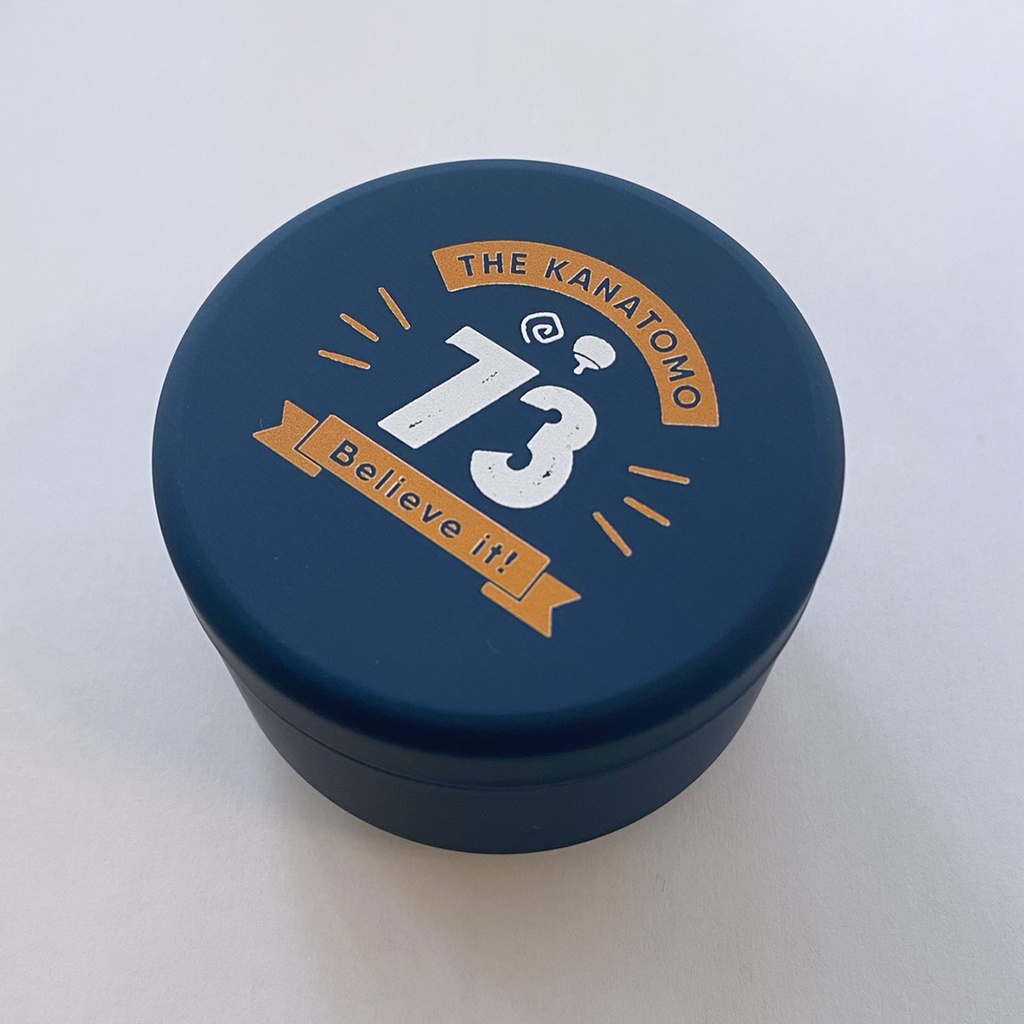 THE KANATOMO
73
Believe it!